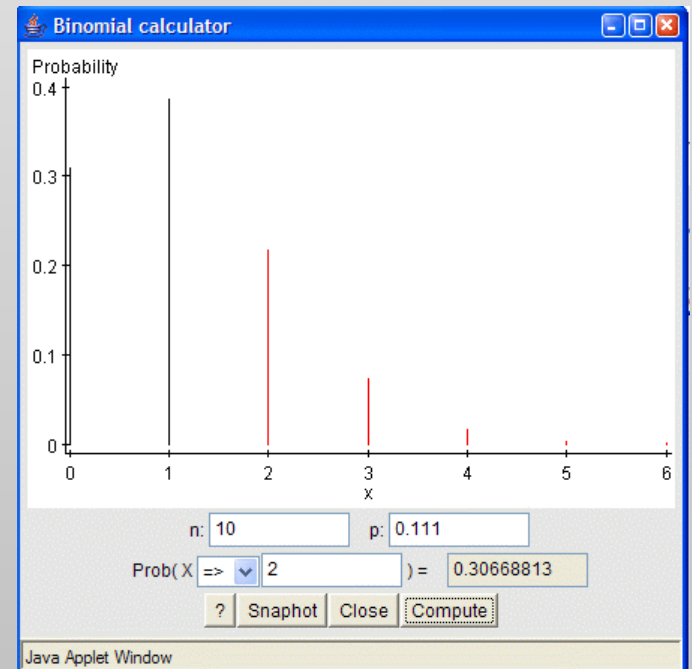 Binomial calculator
Probability
0.4
0.3
0.2
0.1
0
0 1 2 3 4 5 6
x
n: 10 p: 0.111
Prob( X => 2 ) = 0.30668813
? Snaphot Close Compute
Java Applet Window